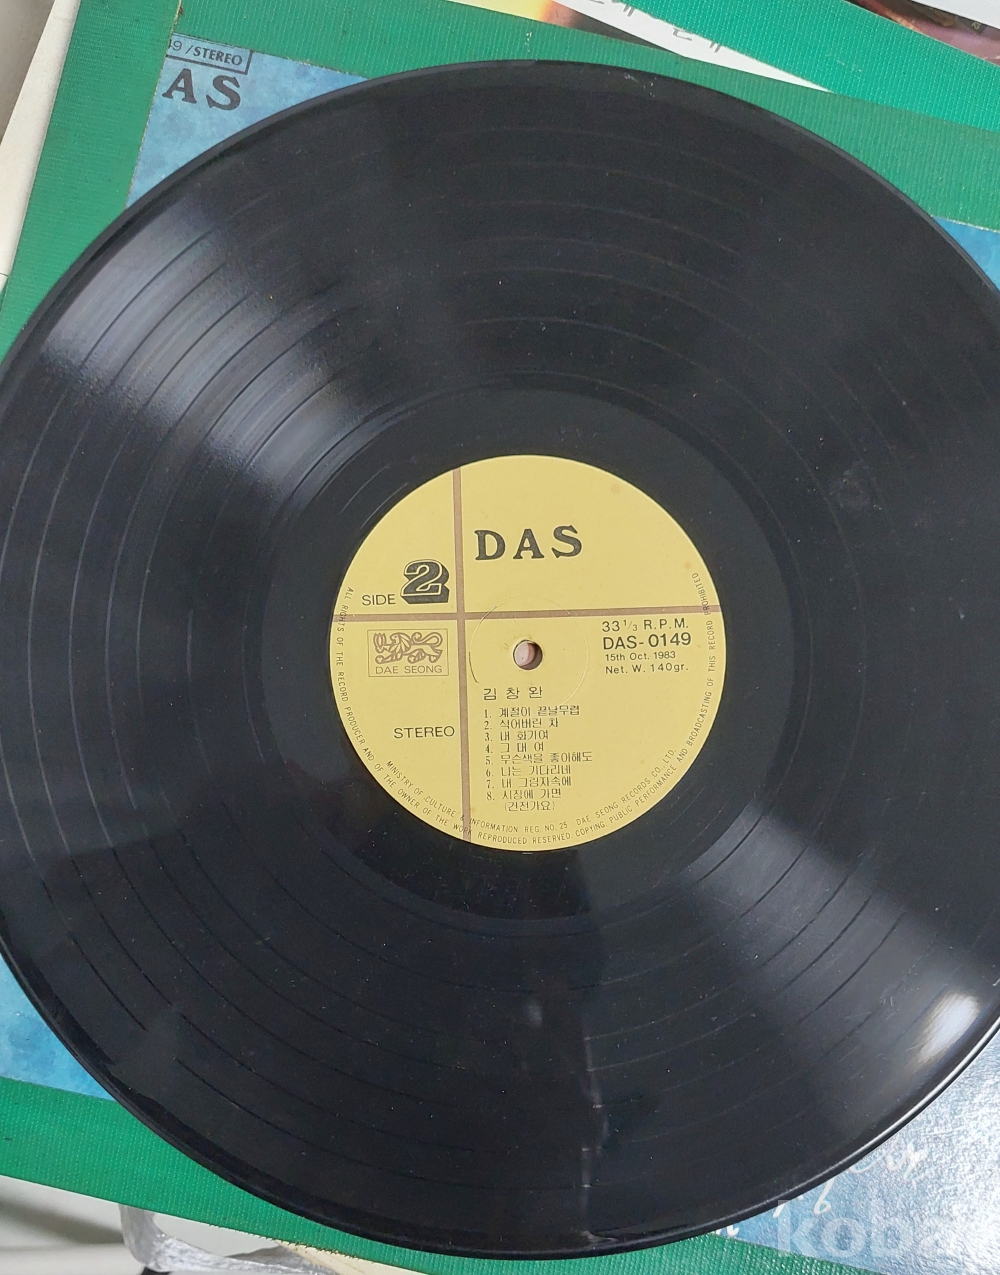 /STEREO
AS
DAS
SIDE 2
33 1/3 R.P.M.
DAS-0149
15th Oct. 1983
Net. W. 140gr.
DAE SEONG
STEREO
김창완
1. 계절이 끝날무렵
2. 식어버린 차
3. 내 화기여
4. 그 대 여
5. 무슨색을 좋아해도
6. 나는 기다리네
7. 내 그림자속에
8. 시장에 가면
(건전가요)
ALL RIGHTS OF THE RECORD PRODUCER AND OF THE OWNER OF THE WORK REPRODUCED RESERVED. COPYING, PUBLIC PERFORMANCE AND BROADCASTING OF THIS RECORD PROHIBITED
MINISTRY OF CULTURE & INFORMATION REG. NO. 25 DAE SEONG RECORDS CO. LTD.
koba